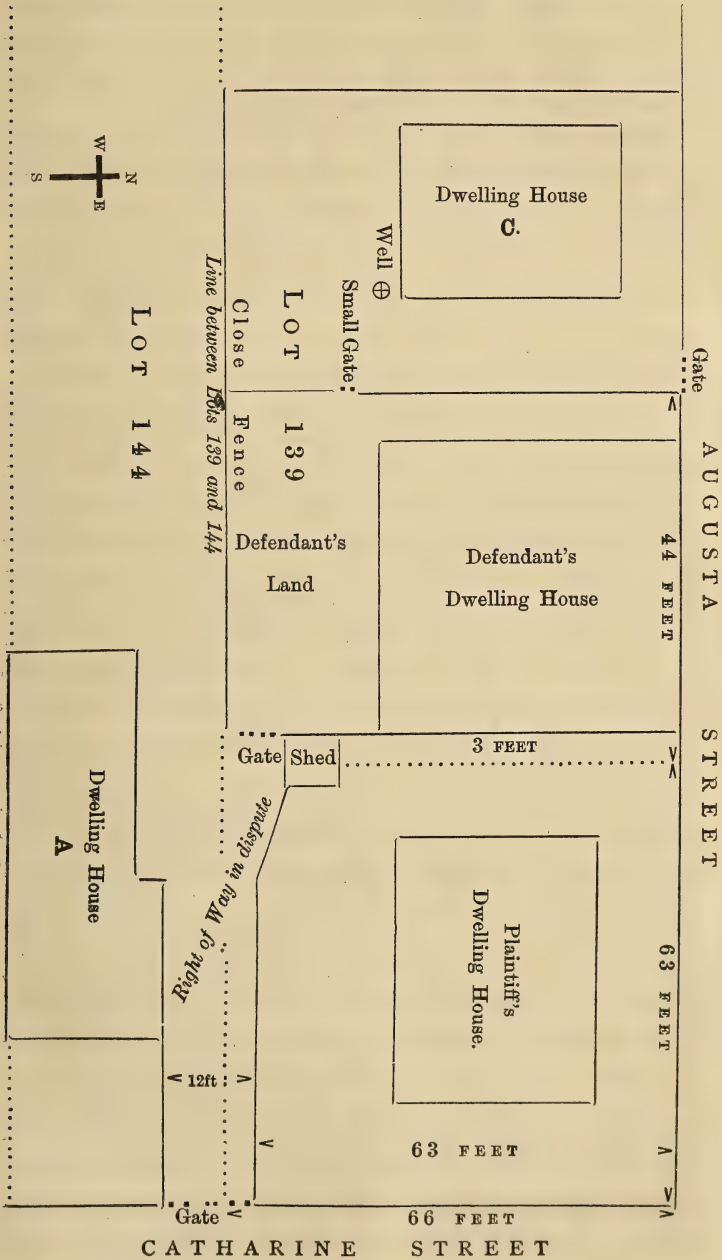 W
N
S
E
Dwelling House
C.
Well
Small Gate
Gate
LOT 139
Close Fence
Line between Lots 139 and 144
LOT 144
AUGUSTA STREET
44 FEET
Defendant's
Dwelling House
Defendant's
Land
3 FEET
Gate
Shed
Right of Way in dispute
Dwelling House
A
Plaintiff's
Dwelling House.
63 FEET
12ft
63 FEET
Gate
66 FEET
CATHARINE STREET